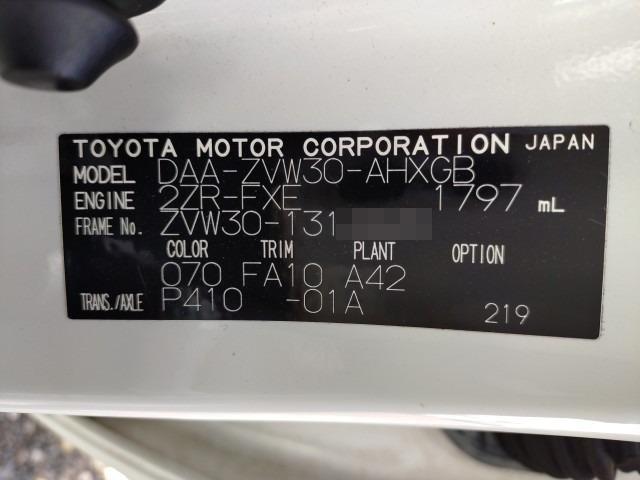 TOYOTA MOTOR CORPORATION JAPAN
MODEL DAA-ZVW30-AHXGB
ENGINE 2ZR-FXE 1797 mL
FRAME No. ZVW30-131
COLOR TRIM PLANT OPTION
070 FA10 A42
TRANS./AXLE P410 -01A 219